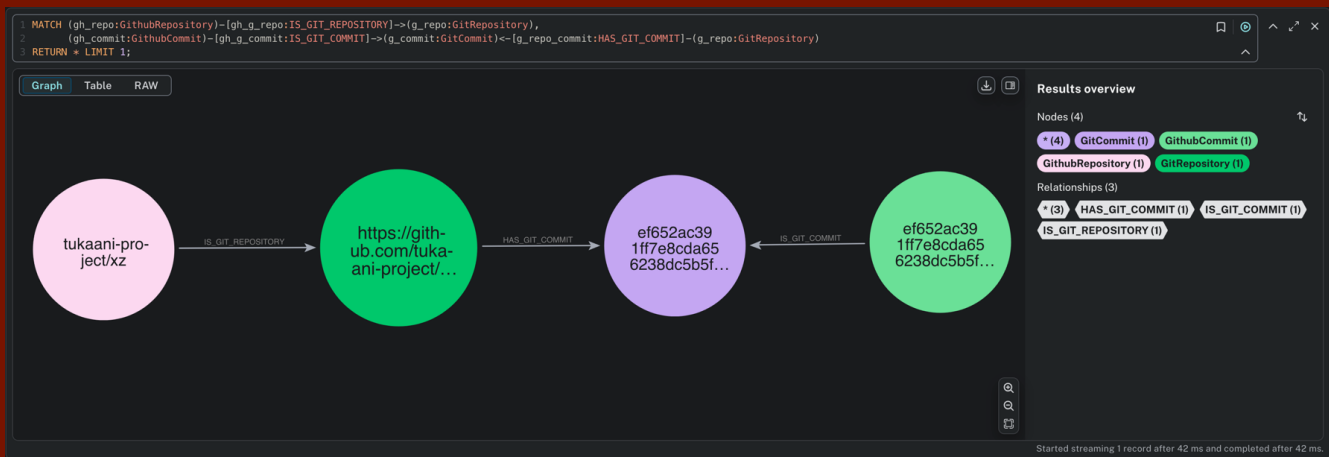 1 MATCH (gh_repo:GithubRepository)-[gh_g_repo:IS_GIT_REPOSITORY]->(g_repo:GitRepository),
2 (gh_commit:GithubCommit)-[gh_g_commit:IS_GIT_COMMIT]->(g_commit:GitCommit)<-[g_repo_commit:HAS_GIT_COMMIT]-(g_repo:GitRepository)
3 RETURN * LIMIT 1;
Graph Table RAW
tukaani-pro-
ject/xz
IS_GIT_REPOSITORY
https://gith-
ub.com/tuka-
ani-project/...
HAS_GIT_COMMIT
ef652ac39
1ff7e8cda65
6238dc5b5f...
IS_GIT_COMMIT
ef652ac39
1ff7e8cda65
6238dc5b5f...
Results overview
Nodes (4)
* (4) GitCommit (1) GithubCommit (1)
GithubRepository (1) GitRepository (1)
Relationships (3)
* (3) HAS_GIT_COMMIT (1) IS_GIT_COMMIT (1)
IS_GIT_REPOSITORY (1)
Started streaming 1 record after 42 ms and completed after 42 ms.